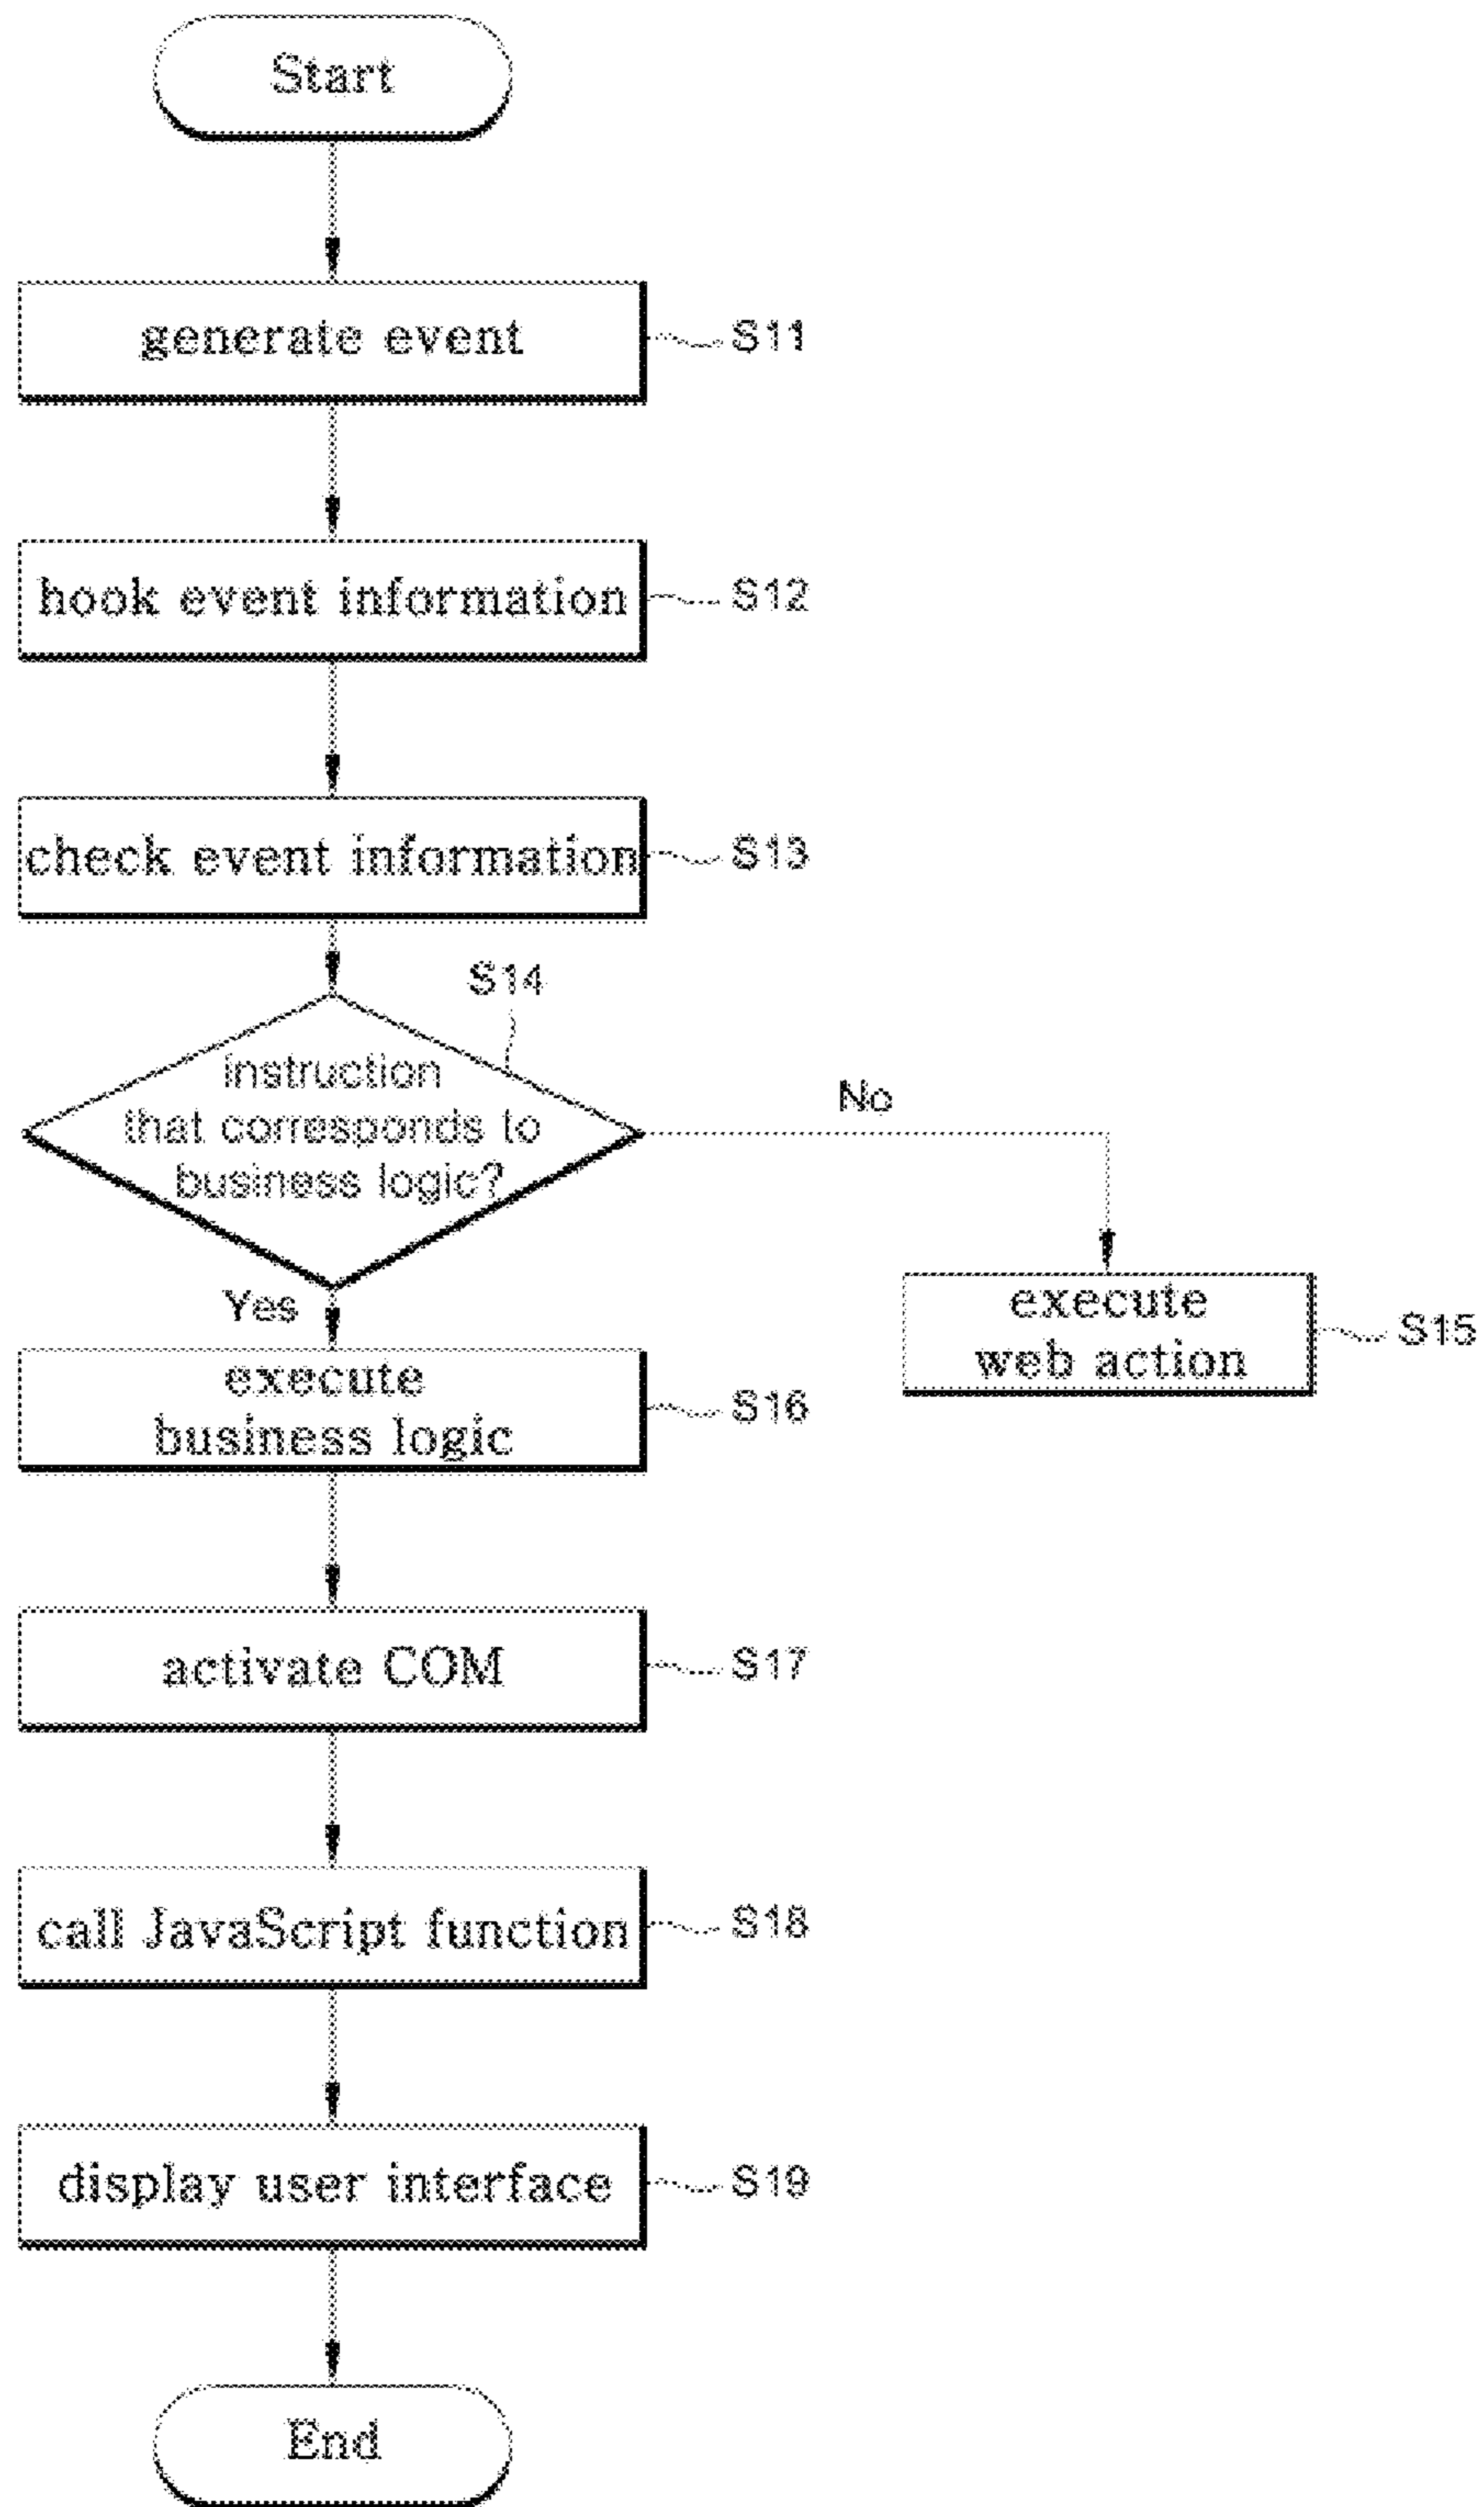 Start
generate event
S11
hook event information
S12
check event information
S13
S14
instruction
that corresponds to
business logic?
No
Yes
execute
web action
S15
execute
business logic
S16
activate COM
S17
call JavaScript function
S18
display user interface
S19
End